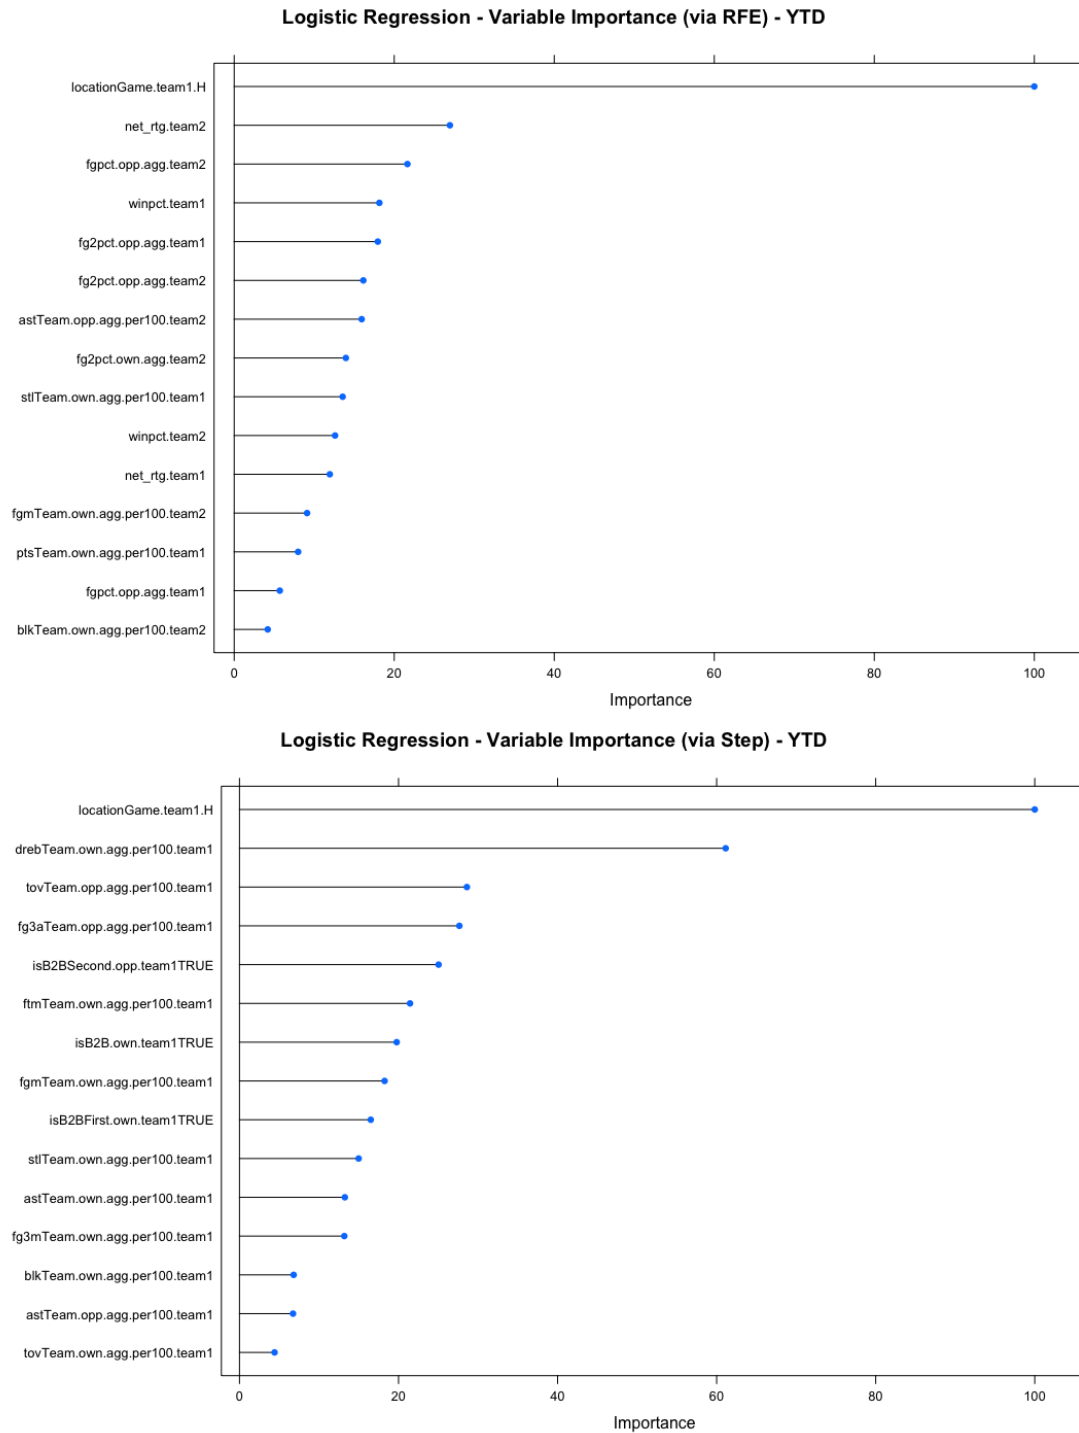 Logistic Regression - Variable Importance (via RFE) - YTD
locationGame.team1.H
net_rtg.team2
fgpct.opp.agg.team2
winpct.team1
fg2pct.opp.agg.team1
fg2pct.opp.agg.team2
astTeam.opp.agg.per100.team2
fg2pct.own.agg.team2
stlTeam.own.agg.per100.team1
winpct.team2
net_rtg.team1
fgmTeam.own.agg.per100.team2
ptsTeam.own.agg.per100.team1
fgpct.opp.agg.team1
blkTeam.own.agg.per100.team2
0 20 40 60 80 100
Importance
Logistic Regression - Variable Importance (via Step) - YTD
locationGame.team1.H
drebTeam.own.agg.per100.team1
tovTeam.opp.agg.per100.team1
fg3aTeam.opp.agg.per100.team1
isB2BSecond.opp.team1TRUE
ftmTeam.own.agg.per100.team1
isB2B.own.team1TRUE
fgmTeam.own.agg.per100.team1
isB2BFirst.own.team1TRUE
stlTeam.own.agg.per100.team1
astTeam.own.agg.per100.team1
fg3mTeam.own.agg.per100.team1
blkTeam.own.agg.per100.team1
astTeam.opp.agg.per100.team1
tovTeam.own.agg.per100.team1
0 20 40 60 80 100
Importance